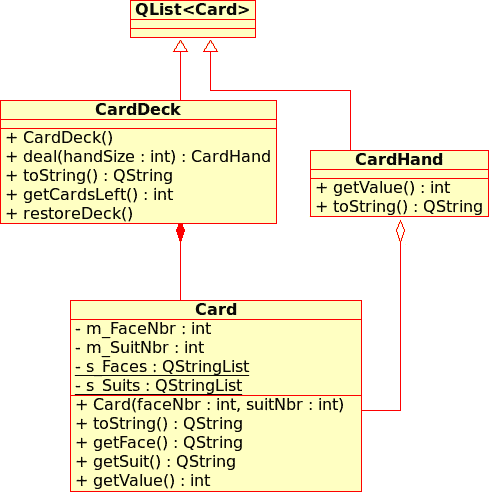 QList<Card>
CardDeck
+ CardDeck()
+ deal(handSize : int) : CardHand
+ toString() : QString
+ getCardsLeft() : int
+ restoreDeck()
CardHand
+ getValue() : int
+ toString() : QString
Card
- m_FaceNbr : int
- m_SuitNbr : int
- s_Faces : QStringList
- s_Suits : QStringList
+ Card(faceNbr : int, suitNbr : int)
+ toString() : QString
+ getFace() : QString
+ getSuit() : QString
+ getValue() : int